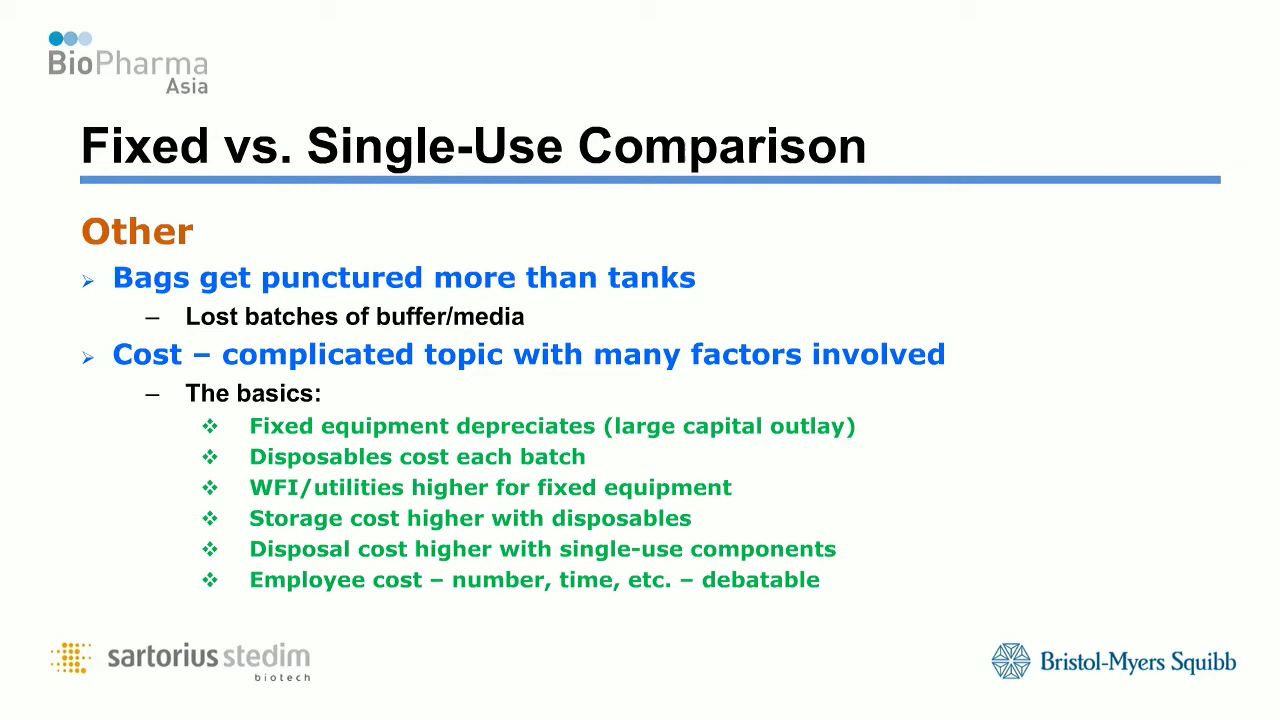 BioPharma
Asia
Fixed vs. Single-Use Comparison
Other
➢ Bags get punctured more than tanks
– Lost batches of buffer/media
➢ Cost – complicated topic with many factors involved
– The basics:
❖ Fixed equipment depreciates (large capital outlay)
❖ Disposables cost each batch
❖ WFI/utilities higher for fixed equipment
❖ Storage cost higher with disposables
❖ Disposal cost higher with single-use components
❖ Employee cost – number, time, etc. – debatable
sartorius stedim
biotech
Bristol-Myers Squibb